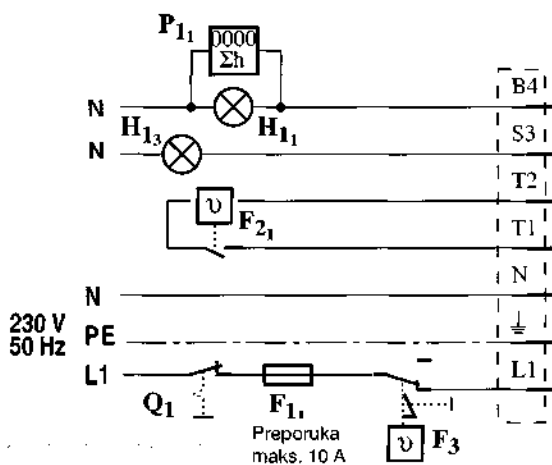 P1₁
0000
Σh
B4
N
H1₃
H1₁
S3
N
T2
υ
F2₁
T1
N
N
230 V
50 Hz
PE
L1
L1
Q1
F1₁
Preporuka
maks. 10 A
υ
F3